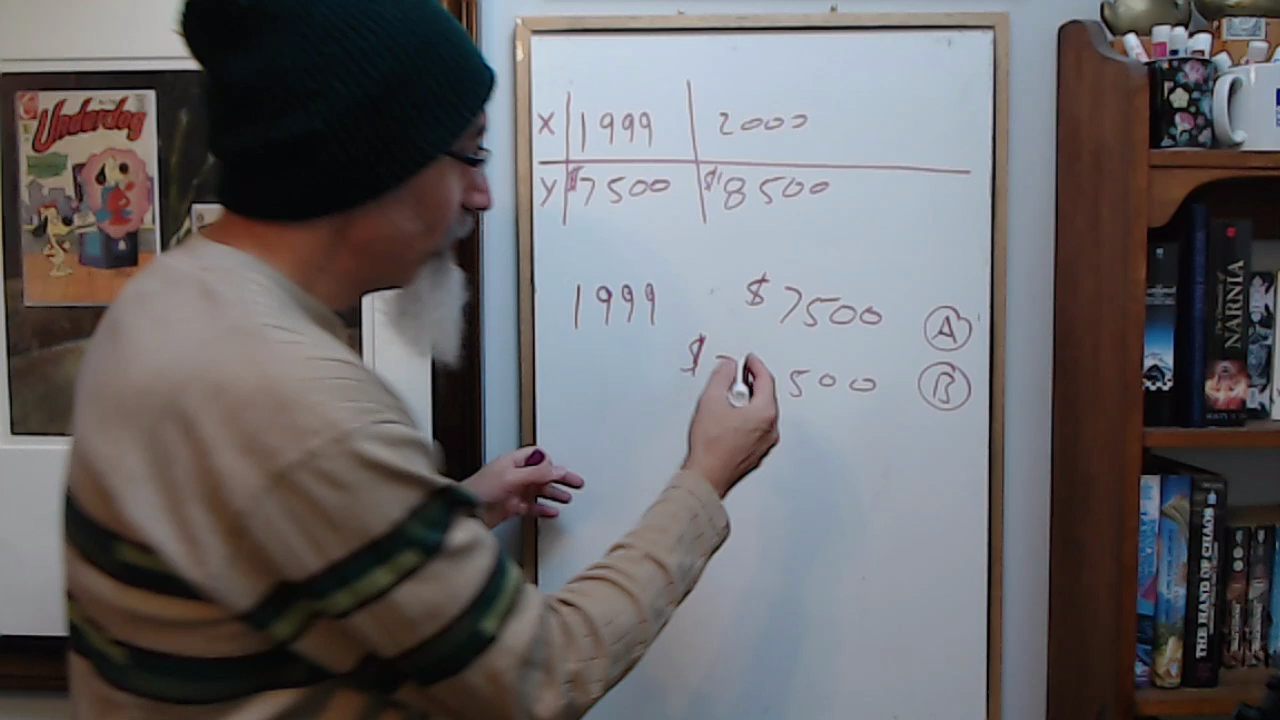 Underdog
X 1999 2000
Y $7500 $8500
1999 $7500 A
$ 500 B
NARNIA
THE HAND OF CHAOS